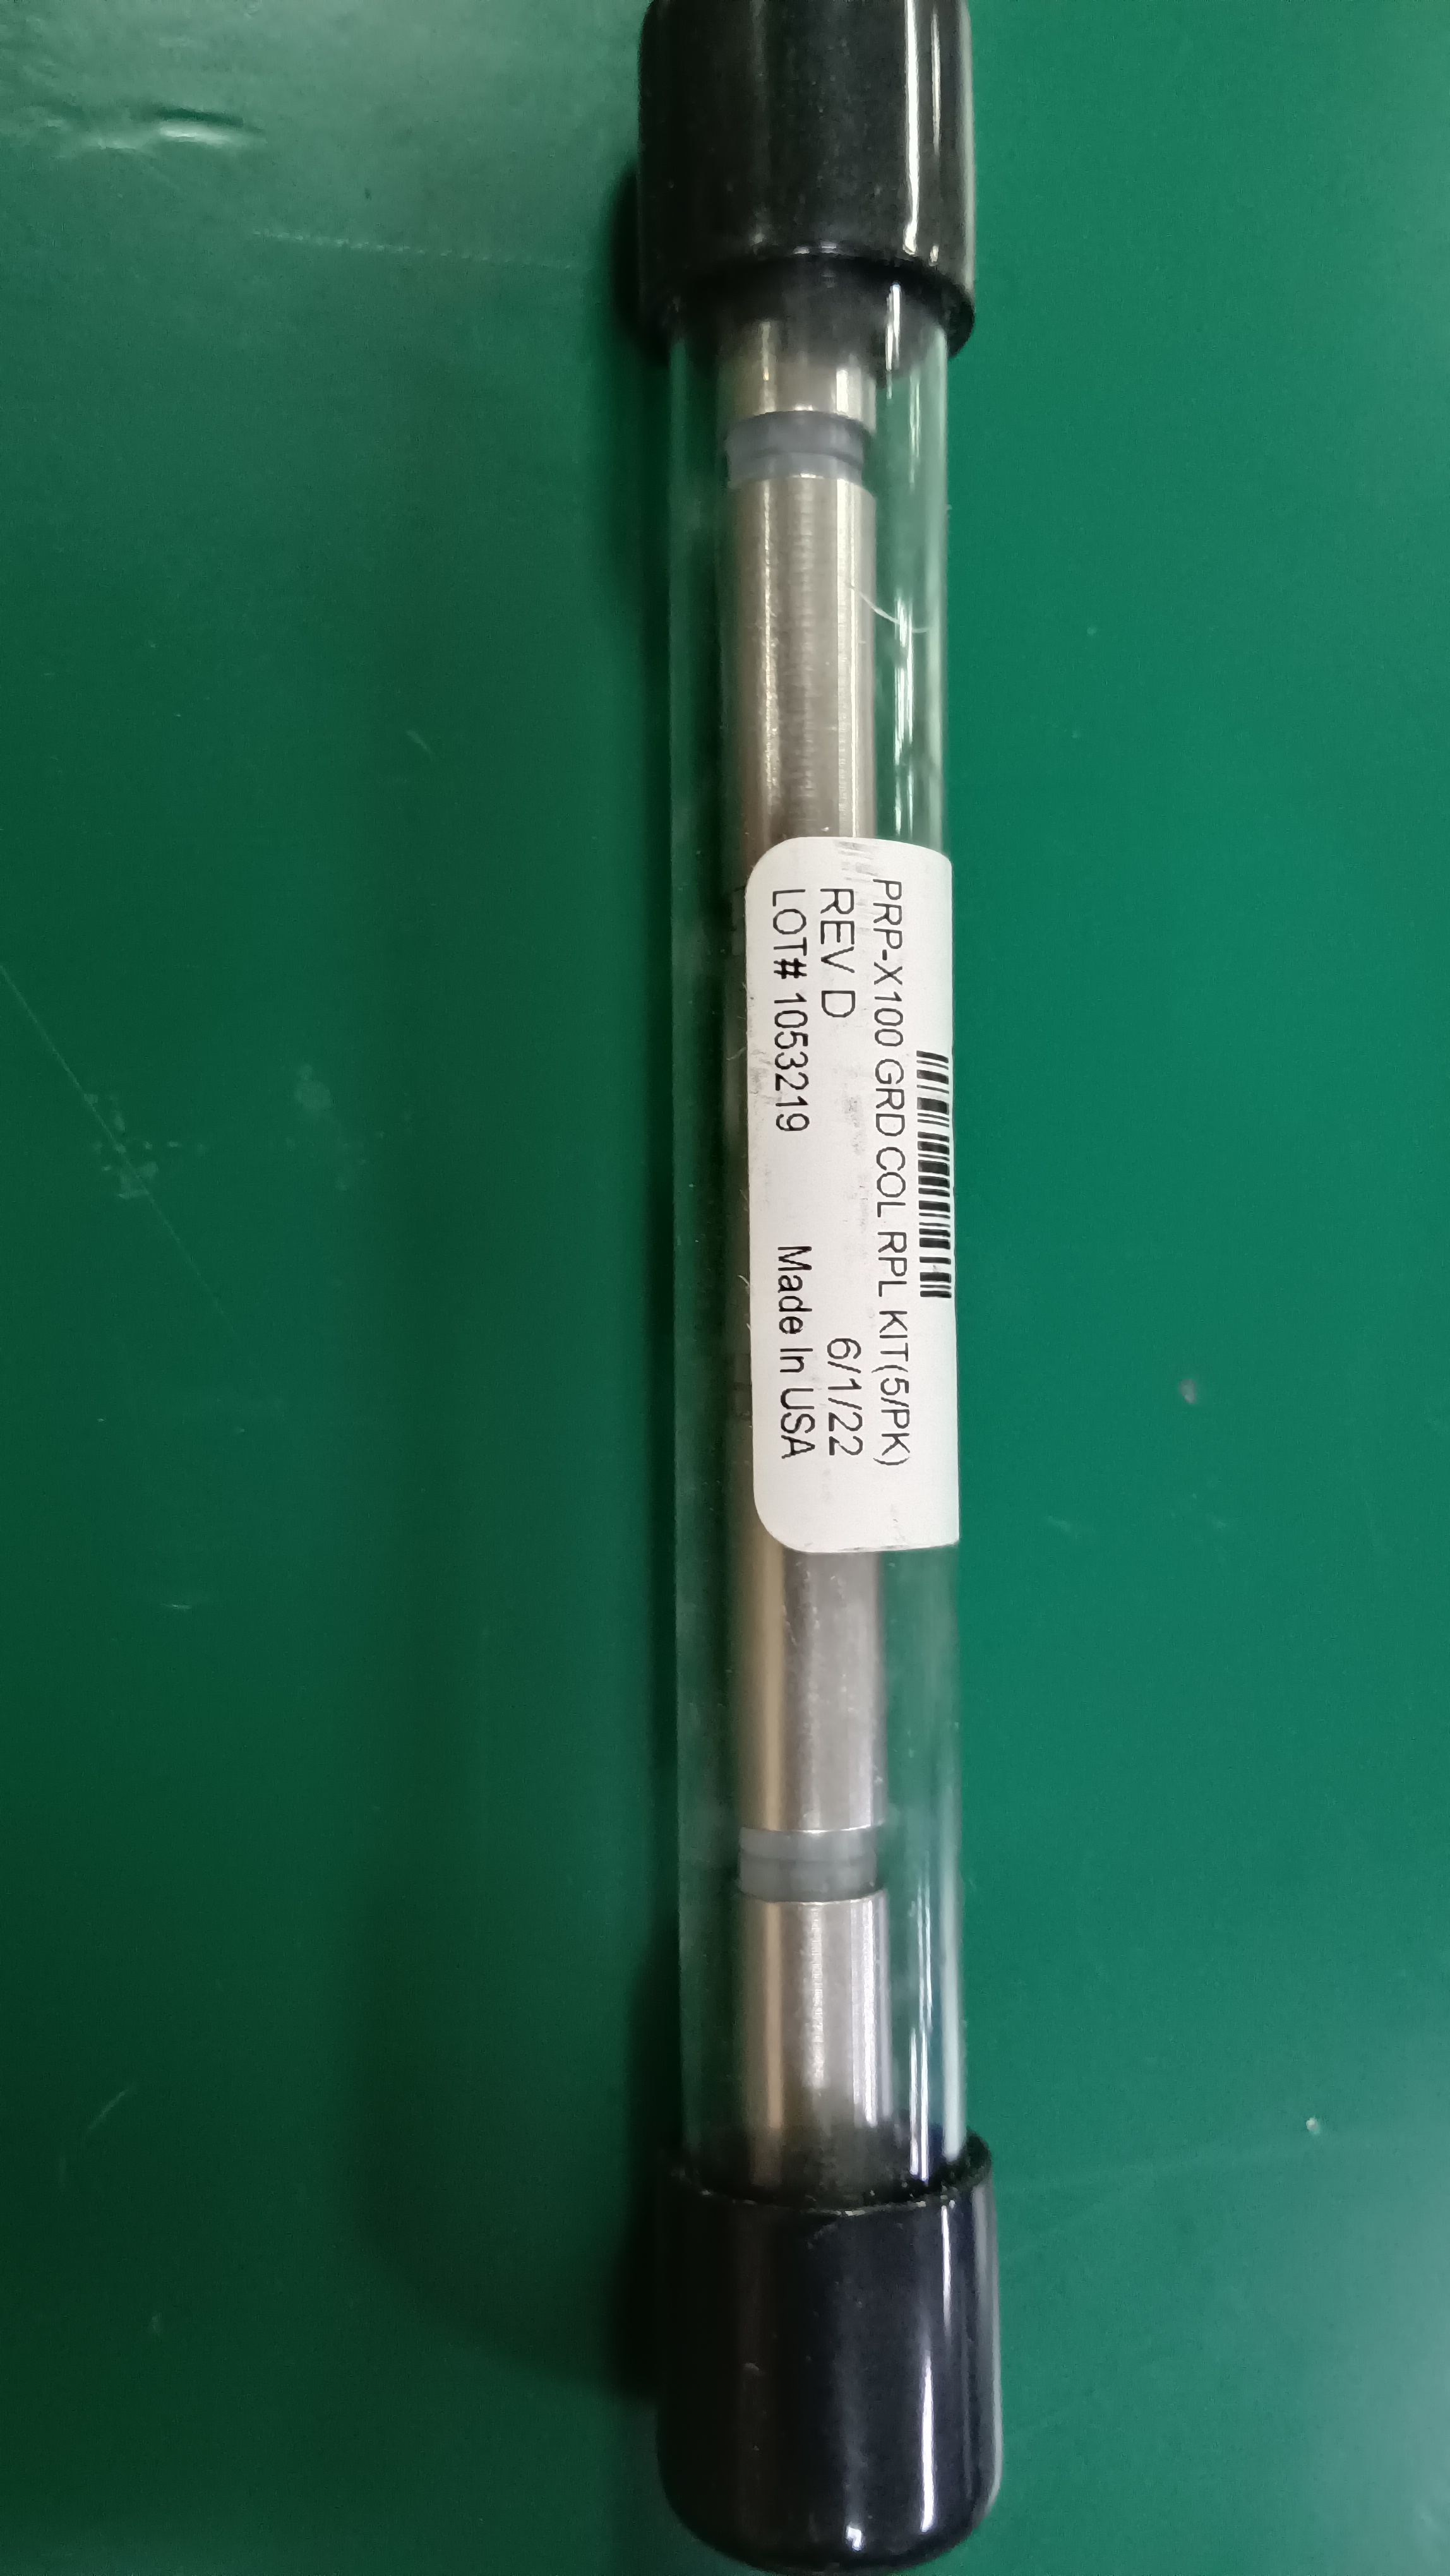 PRP-X100 GRD COL RPL KIT(5/PK)
REV D 6/1/22
LOT# 1053219 Made In USA